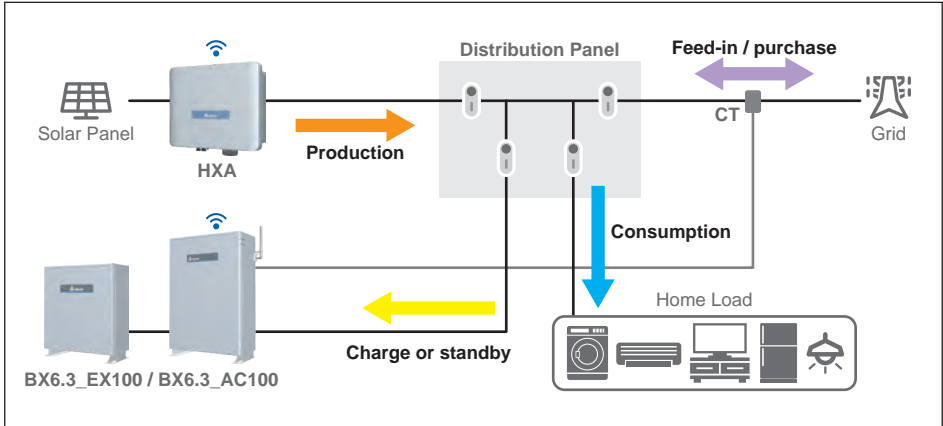 Distribution Panel
Feed-in / purchase
Solar Panel
HXA
Production
CT
Grid
Consumption
Home Load
Charge or standby
BX6.3_EX100 / BX6.3_AC100